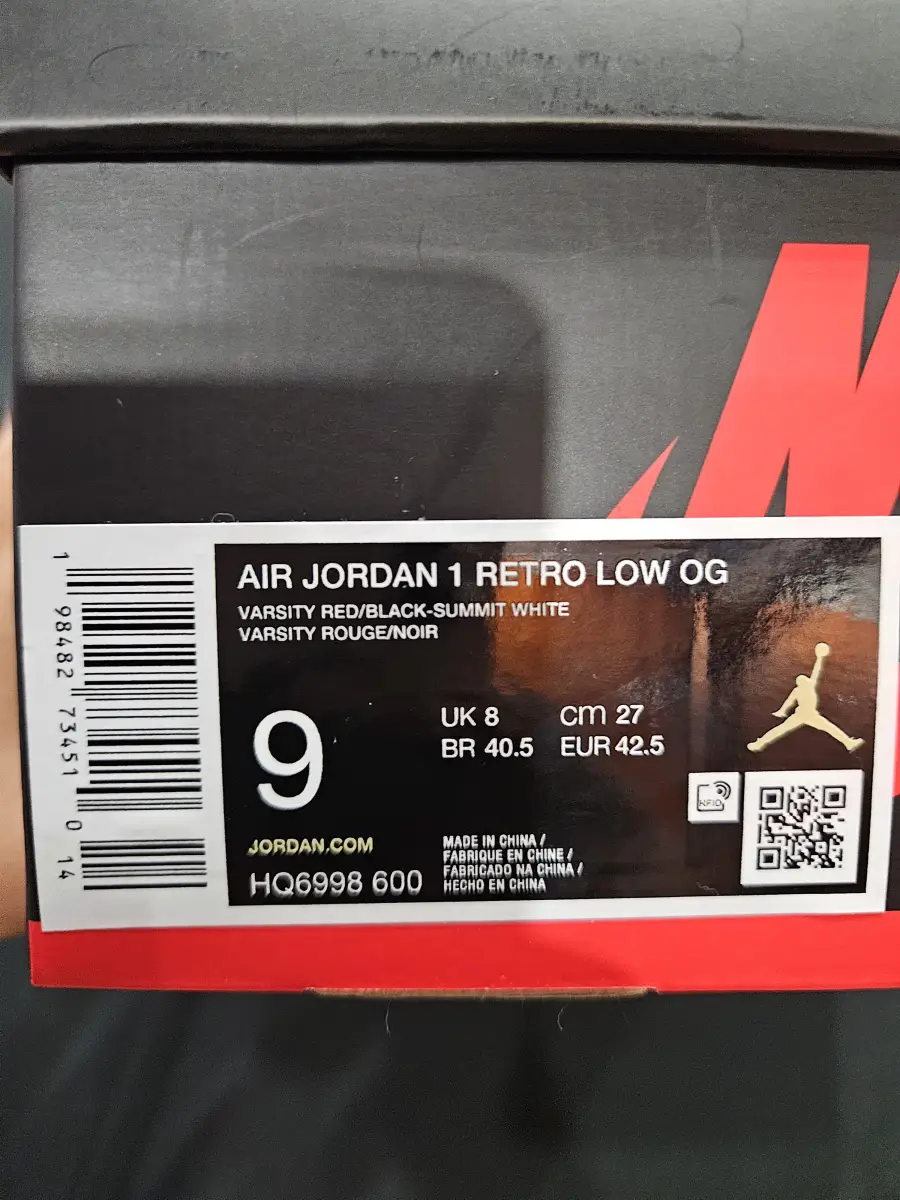 AIR JORDAN 1 RETRO LOW OG
VARSITY RED/BLACK-SUMMIT WHITE
VARSITY ROUGE/NOIR
9
UK 8 cm 27
BR 40.5 EUR 42.5
JORDAN.COM
HQ6998 600
MADE IN CHINA /
FABRIQUE EN CHINE /
FABRICADO NA CHINA /
HECHO EN CHINA
RFID
1 98482 73451 0 14